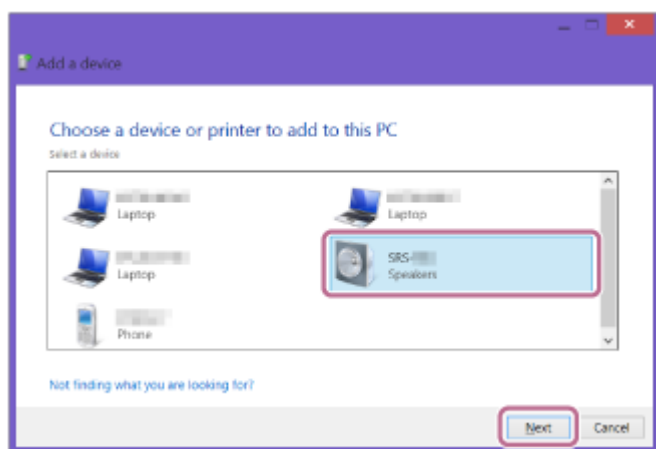 Add a device
Choose a device or printer to add to this PC
Select a device
Laptop
Laptop
Laptop
SRS-
Speakers
Phone
Not finding what you are looking for?
Next
Cancel